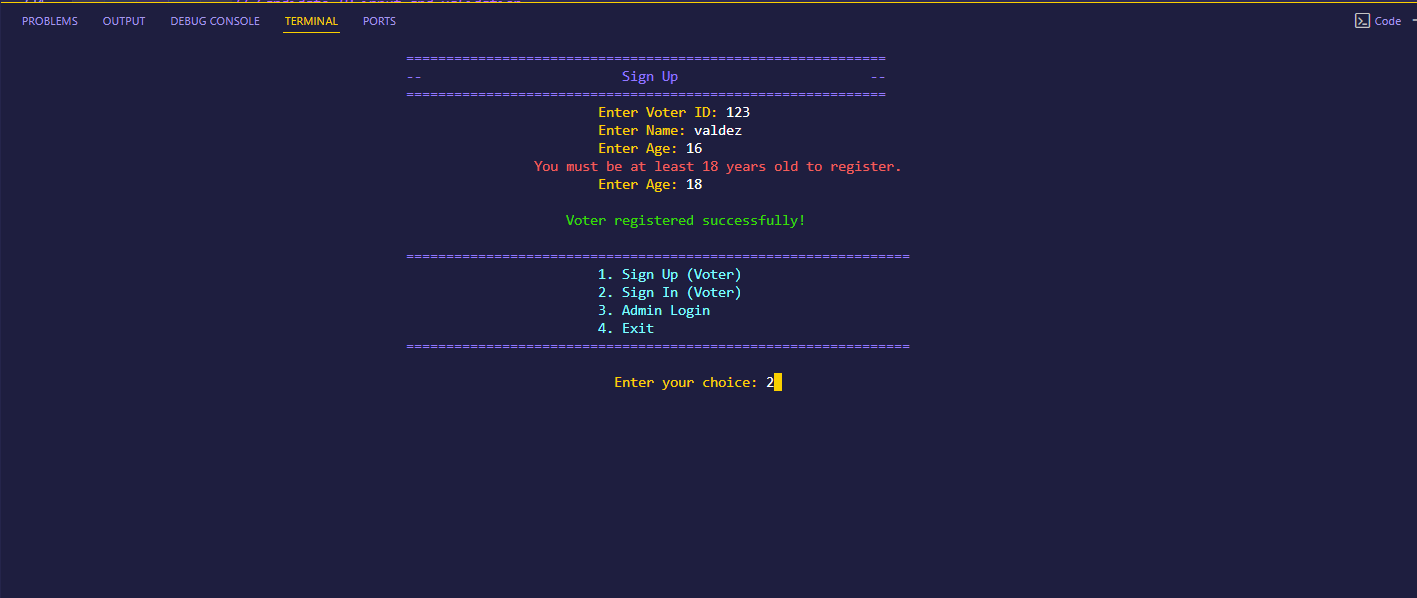 PROBLEMS OUTPUT DEBUG CONSOLE TERMINAL PORTS Code
============================================================
-- Sign Up --
============================================================
Enter Voter ID: 123
Enter Name: valdez
Enter Age: 16
You must be at least 18 years old to register.
Enter Age: 18
Voter registered successfully!
===============================================================
1. Sign Up (Voter)
2. Sign In (Voter)
3. Admin Login
4. Exit
===============================================================
Enter your choice: 2